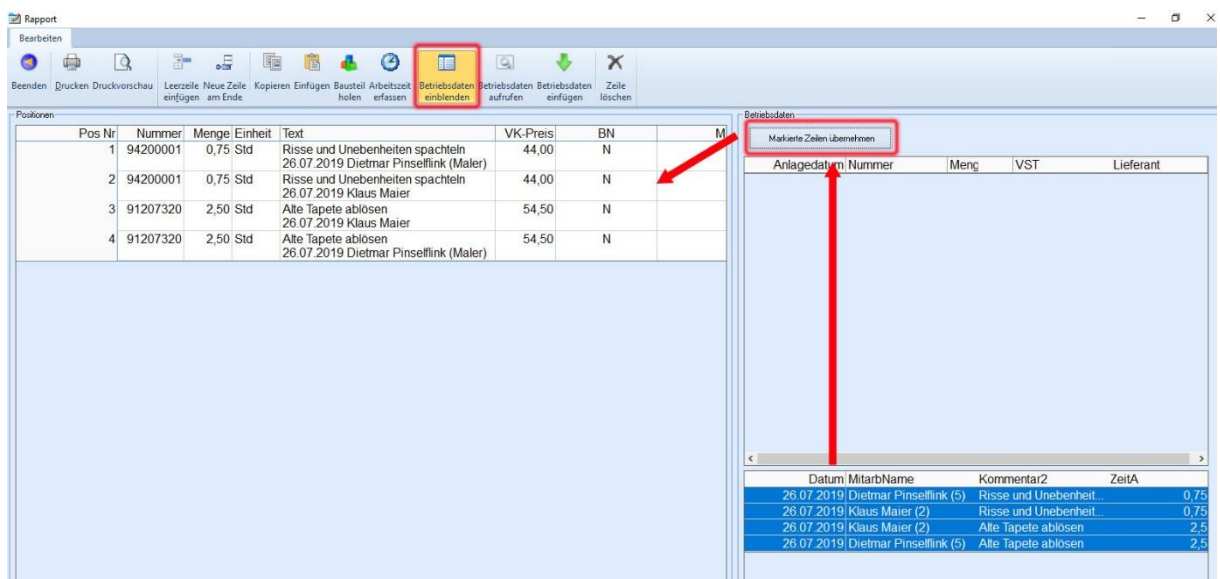 Rapport
Bearbeiten
Beenden Drucken Druckvorschau Leerzeile einfügen Neue Zeile am Ende Kopieren Einfügen Baustein holen Arbeitszeit erfassen Betriebsdaten einblenden Betriebsdaten aufrufen Betriebsdaten einfügen Zeile löschen
Positionen
Pos Nr Nummer Menge Einheit Text VK-Preis BN M
1 94200001 0,75 Std Risse und Unebenheiten spachteln 44,00 N
26.07.2019 Dietmar Pinselflink (Maler)
2 94200001 0,75 Std Risse und Unebenheiten spachteln 44,00 N
26.07.2019 Klaus Maier
3 91207320 2,50 Std Alte Tapete ablösen 54,50 N
26.07.2019 Klaus Maier
4 91207320 2,50 Std Alte Tapete ablösen 54,50 N
26.07.2019 Dietmar Pinselflink (Maler)
Betriebsdaten
Markierte Zeilen übernehmen
Anlagedatum Nummer Meng VST Lieferant
Datum MitarbName Kommentar2 ZeitA
26.07.2019 Dietmar Pinselflink (5) Risse und Unebenheit... 0,75
26.07.2019 Klaus Maier (2) Risse und Unebenheit... 0,75
26.07.2019 Klaus Maier (2) Alte Tapete ablösen 2,5
26.07.2019 Dietmar Pinselflink (5) Alte Tapete ablösen 2,5